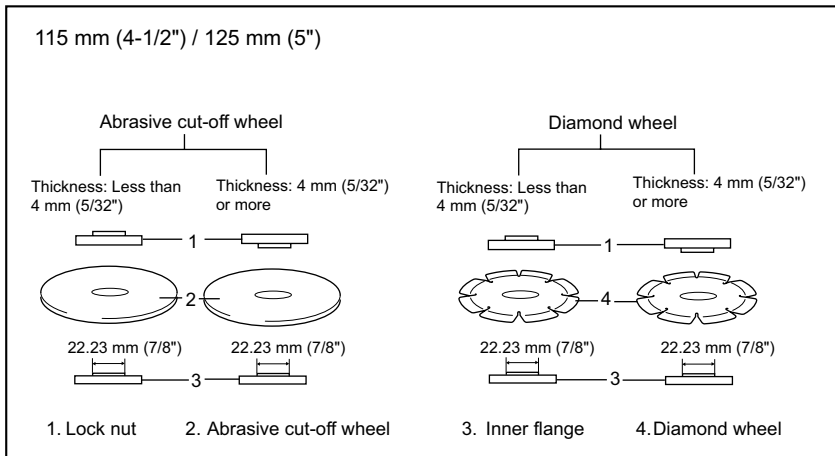 115 mm (4-1/2") / 125 mm (5")
Abrasive cut-off wheel
Diamond wheel
Thickness: Less than
4 mm (5/32")
Thickness: 4 mm (5/32")
or more
Thickness: Less than
4 mm (5/32")
Thickness: 4 mm (5/32")
or more
1
1
2
4
22.23 mm (7/8")
22.23 mm (7/8")
22.23 mm (7/8")
22.23 mm (7/8")
3
3
1. Lock nut
2. Abrasive cut-off wheel
3. Inner flange
4. Diamond wheel